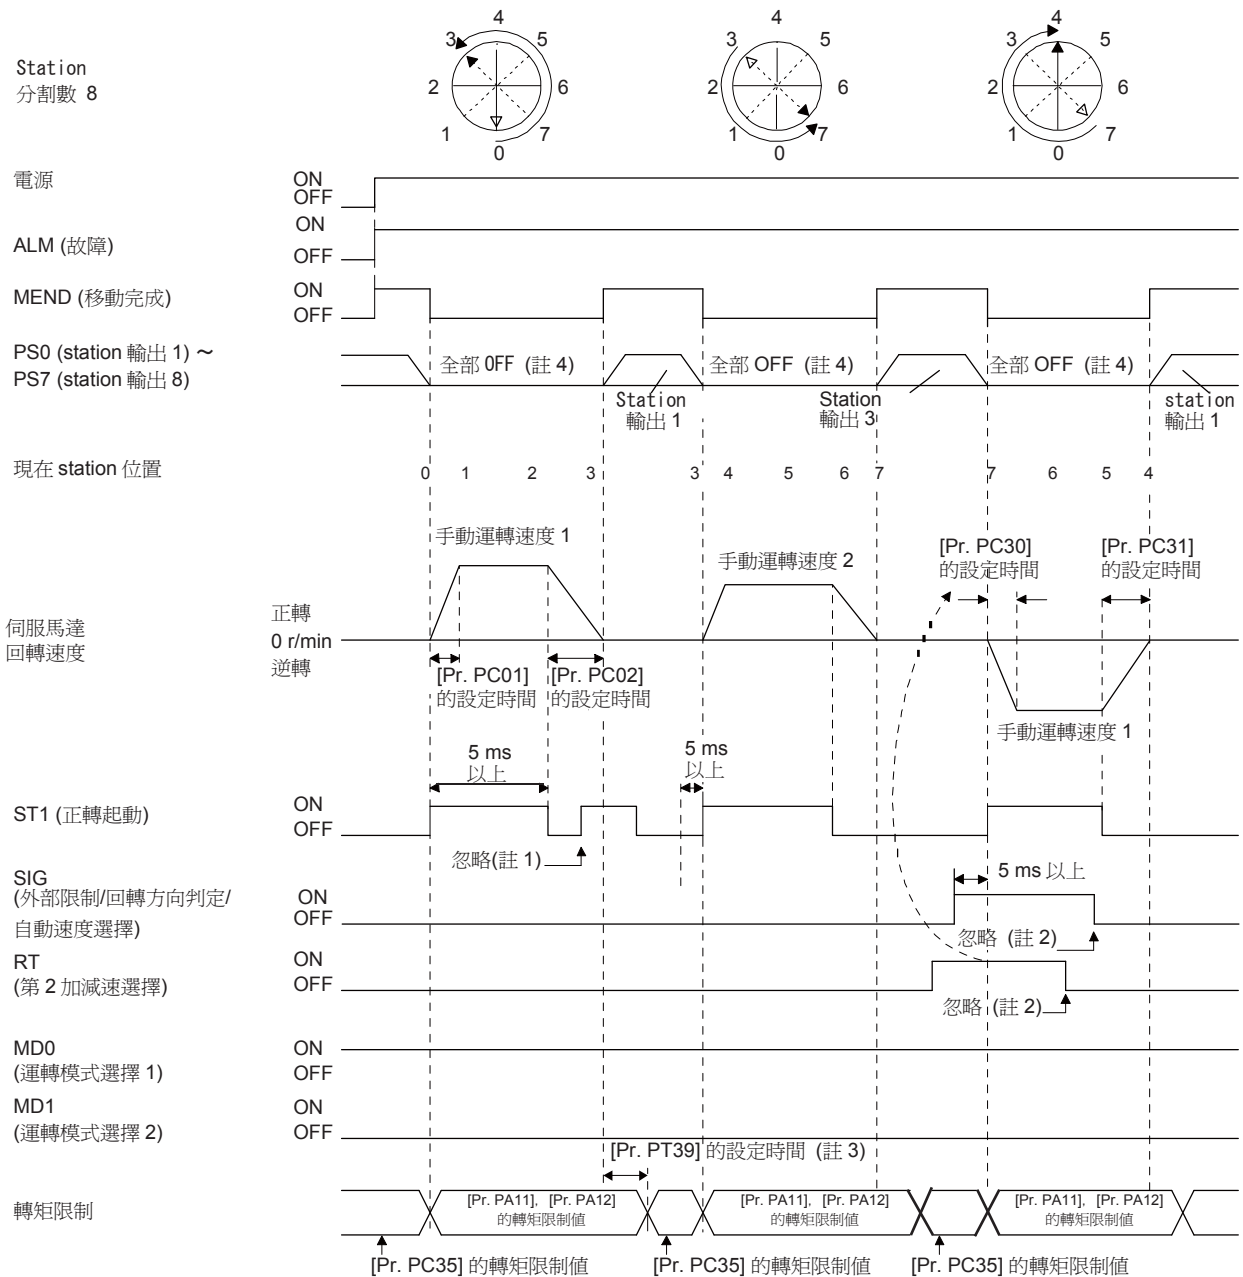 Station
分割數 8
4
3
5
2
6
1
7
0
4
3
5
2
6
1
7
0
4
3
5
2
6
1
7
0
電源
ON
OFF
ALM (故障)
ON
OFF
MEND (移動完成)
ON
OFF
PS0 (station 輸出 1) ～
PS7 (station 輸出 8)
全部 OFF (註 4)
全部 OFF (註 4)
全部 OFF (註 4)
Station
輸出 1
Station
輸出 3
station
輸出 1
現在 station 位置
0 1 2 3 3 4 5 6 7 7 6 5 4
伺服馬達
回轉速度
正轉
0 r/min
逆轉
手動運轉速度 1
手動運轉速度 2
[Pr. PC30]
的設定時間
[Pr. PC31]
的設定時間
[Pr. PC01]
的設定時間
[Pr. PC02]
的設定時間
手動運轉速度 1
5 ms
以上
5 ms
以上
ST1 (正轉起動)
ON
OFF
忽略(註 1)
SIG
(外部限制/回轉方向判定/
自動速度選擇)
ON
OFF
5 ms 以上
忽略 (註 2)
RT
(第 2 加減速選擇)
ON
OFF
忽略 (註 2)
MD0
(運轉模式選擇 1)
ON
OFF
MD1
(運轉模式選擇 2)
ON
OFF
[Pr. PT39] 的設定時間 (註 3)
轉矩限制
[Pr. PA11], [Pr. PA12]
的轉矩限制值
[Pr. PA11], [Pr. PA12]
的轉矩限制值
[Pr. PA11], [Pr. PA12]
的轉矩限制值
[Pr. PC35] 的轉矩限制值
[Pr. PC35] 的轉矩限制值
[Pr. PC35] 的轉矩限制值